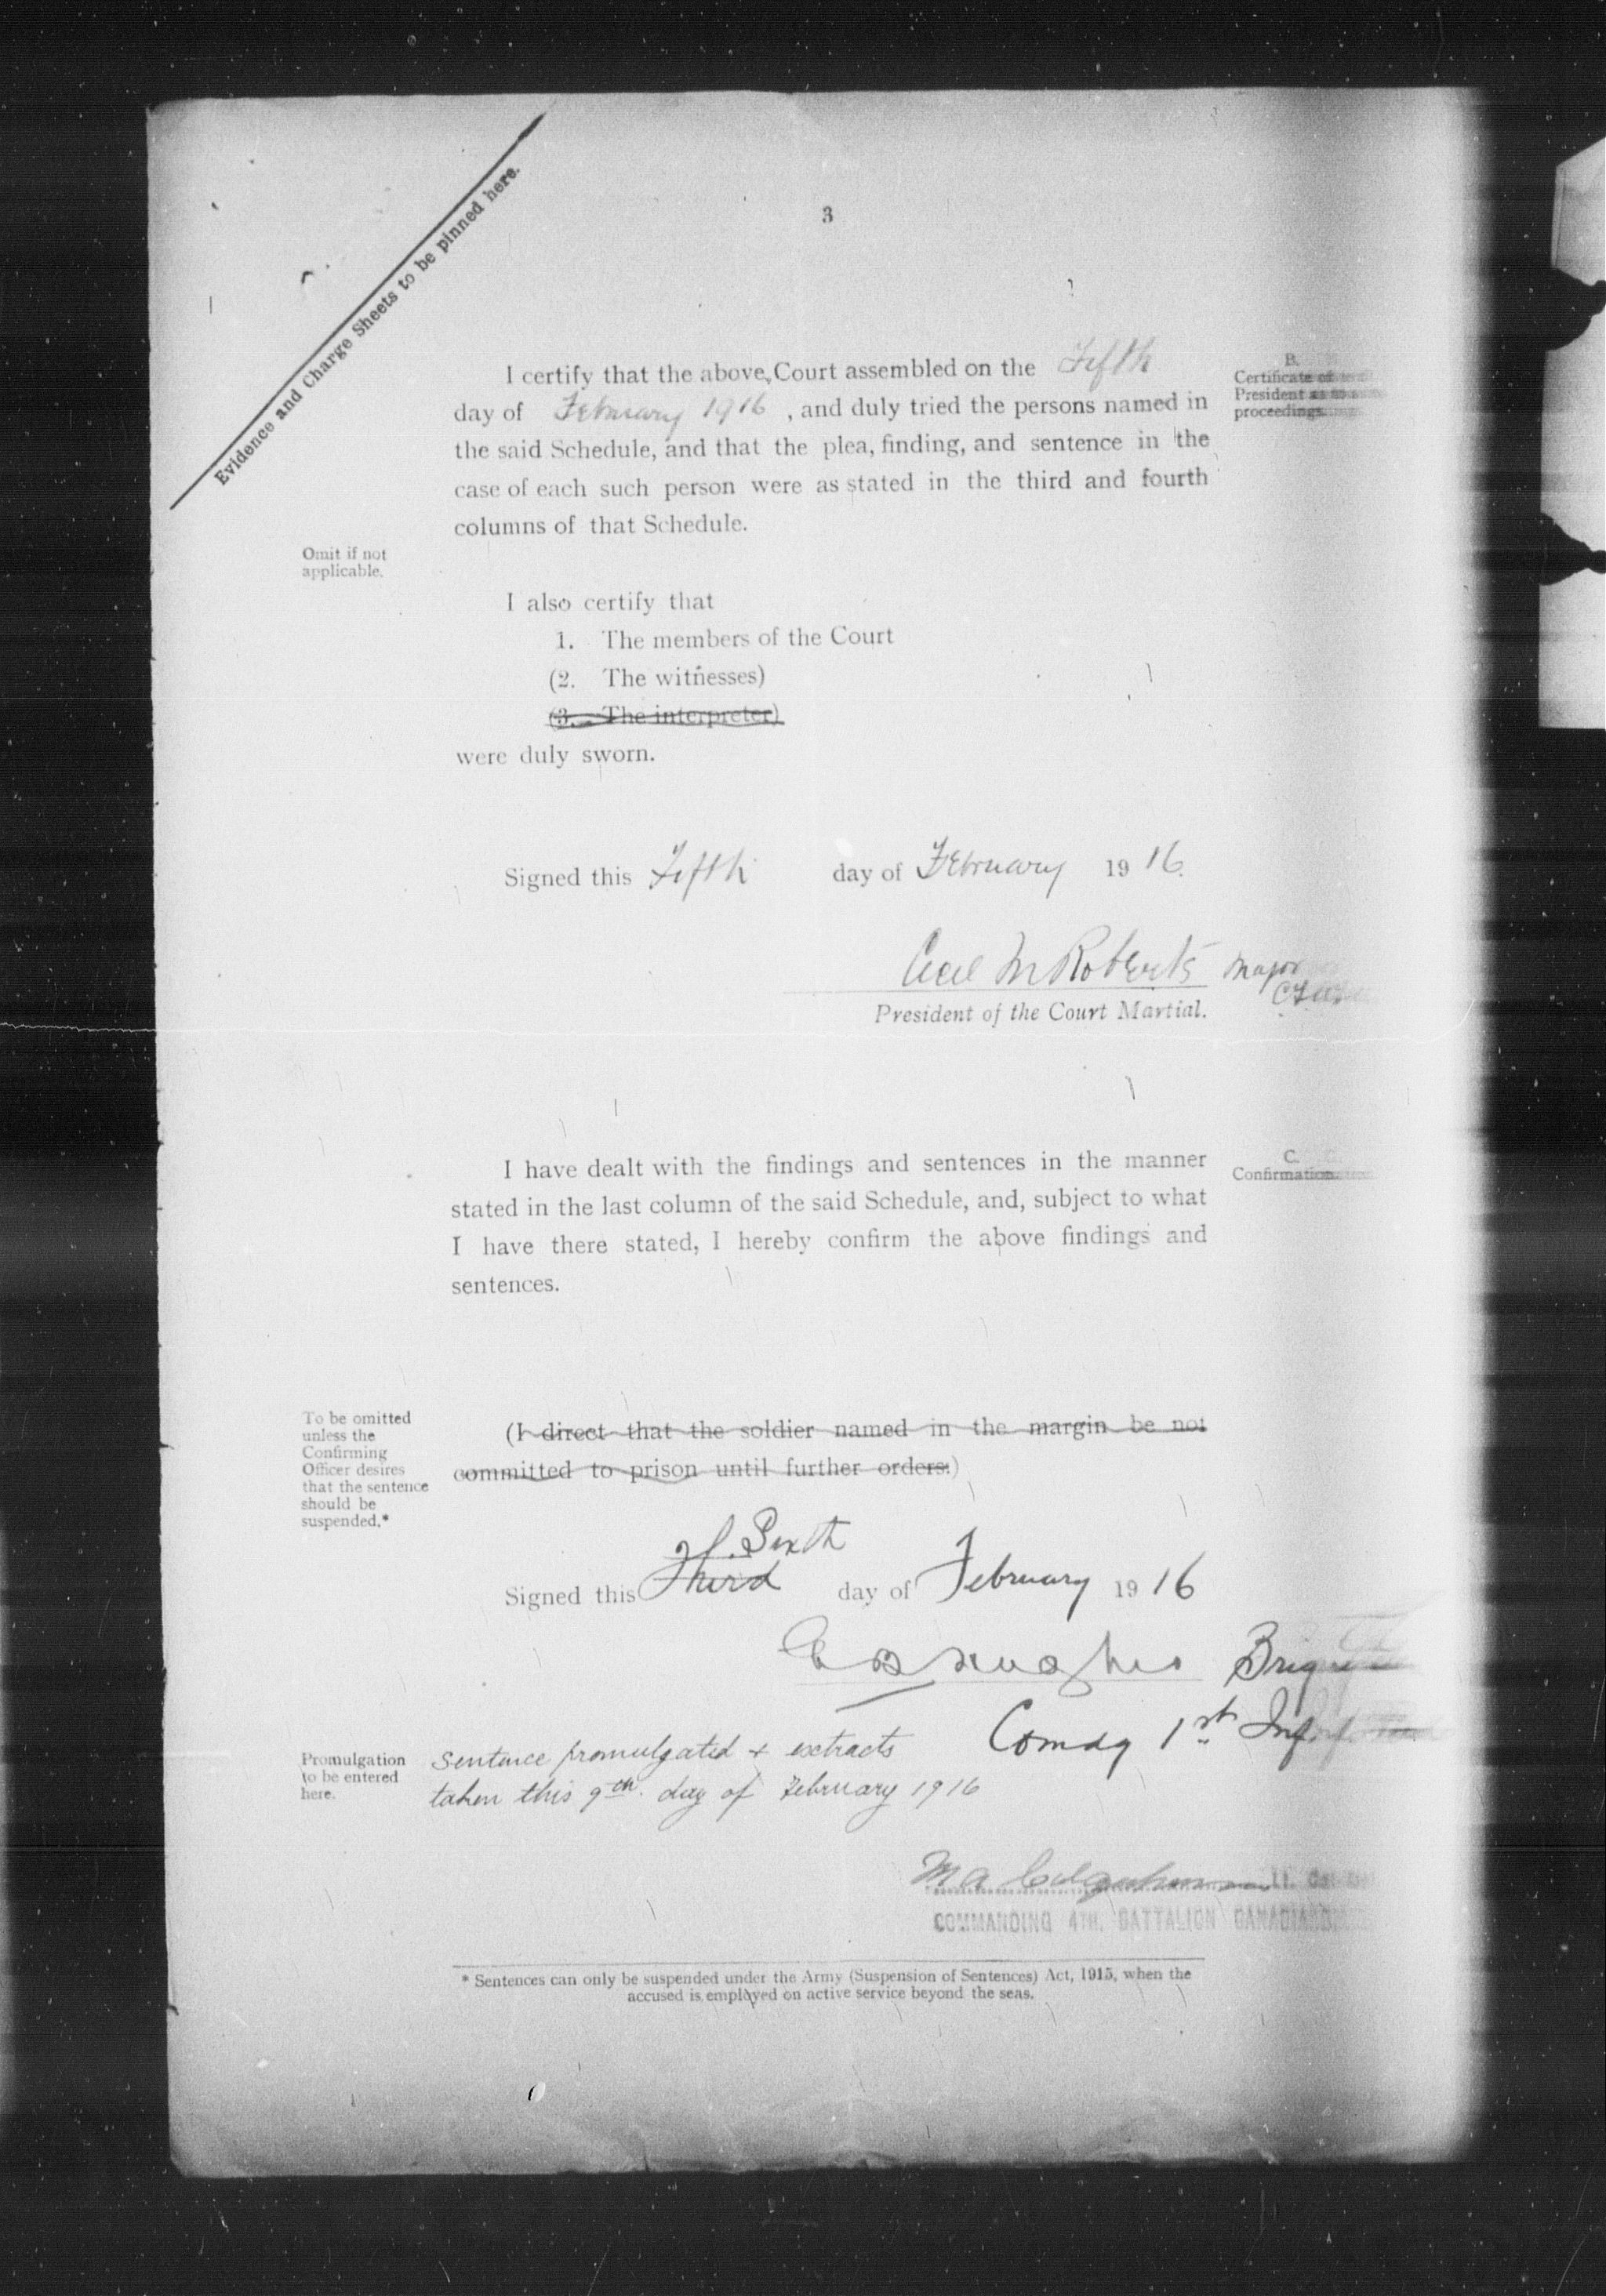 3
Evidence and Charge Sheets to be pinned here.
I certify that the above, Court assembled on the Fifth
day of February 1916, and duly tried the persons named in
the said Schedule, and that the plea, finding, and sentence in the
case of each such person were as stated in the third and fourth
columns of that Schedule.
B.
Certificate of
President as to
proceedings.
Omit if not
applicable.
I also certify that
1. The members of the Court
(2. The witnesses)
(3. The interpreter)
were duly sworn.
Signed this Fifth day of February 1916.
Cecil M Roberts Major
President of the Court Martial.
I have dealt with the findings and sentences in the manner
stated in the last column of the said Schedule, and, subject to what
I have there stated, I hereby confirm the above findings and
sentences.
C.
Confirmation.
To be omitted
unless the
Confirming
Officer desires
that the sentence
should be
suspended.*
(I direct that the soldier named in the margin be not
committed to prison until further orders.)
Sixth
Signed this Third day of February 1916
Hughes Brig
Comdg 1st Inf
Promulgation
to be entered
here.
Sentence promulgated + extracts
taken this 9th. day of February 1916
M A Colquhoun Lt. Col
COMMANDING 4TH. BATTALION CANADIAN
* Sentences can only be suspended under the Army (Suspension of Sentences) Act, 1915, when the
accused is employed on active service beyond the seas.